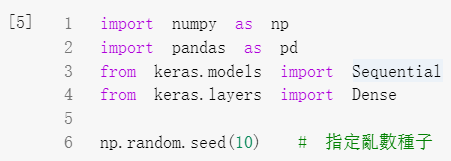 [5] 1 import numpy as np
2 import pandas as pd
3 from keras.models import Sequential
4 from keras.layers import Dense
5
6 np.random.seed(10) # 指定亂數種子